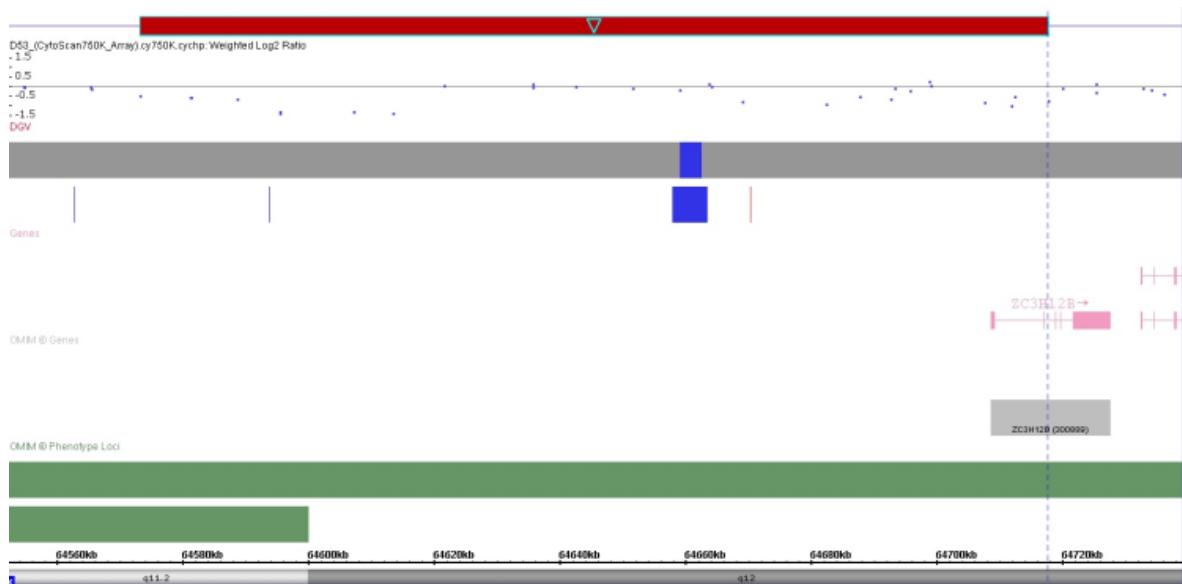 D53_(CytoScan750K_Array).cy750K.cychp: Weighted Log2 Ratio
1.5
0.5
-0.5
-1.5
DGV
Genes
ZC3H12B→
OMIM ® Genes
ZC3H12B (300889)
OMIM ® Phenotype Loci
64560kb 64580kb 64600kb 64620kb 64640kb 64660kb 64680kb 64700kb 64720kb
q11.2 q12